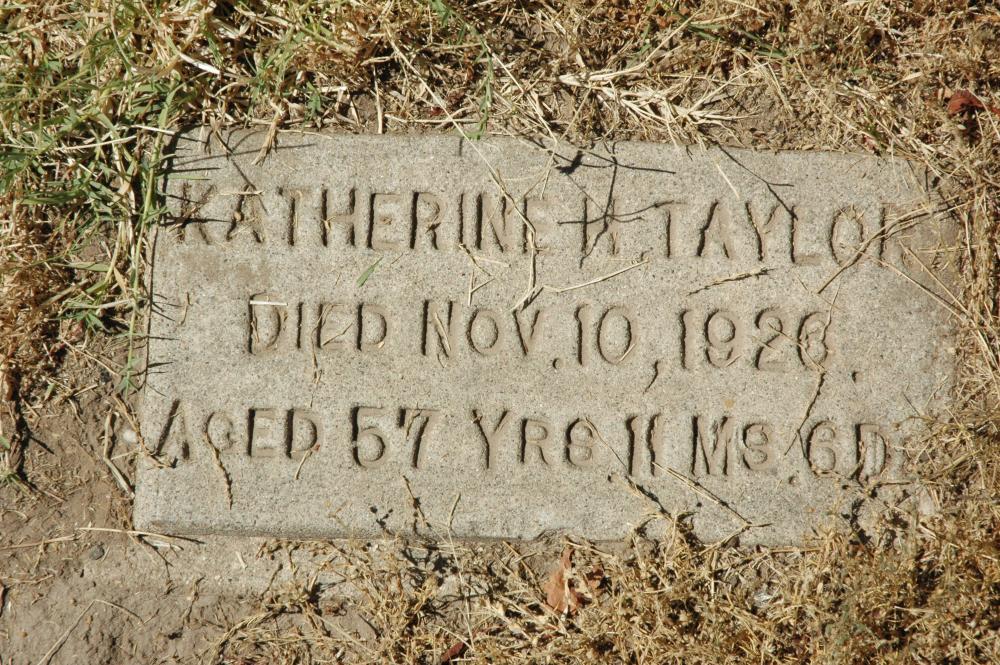 KATHERINE H. TAYLOR
DIED NOV. 10, 1926.
AGED 57 YRS 11 MS. 6 D.